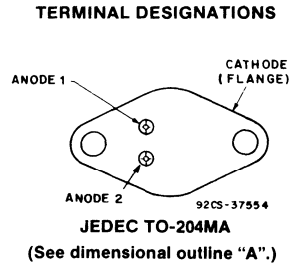 TERMINAL DESIGNATIONS
CATHODE
(FLANGE)
ANODE 1
ANODE 2
92CS-37554
JEDEC TO-204MA
(See dimensional outline "A".)